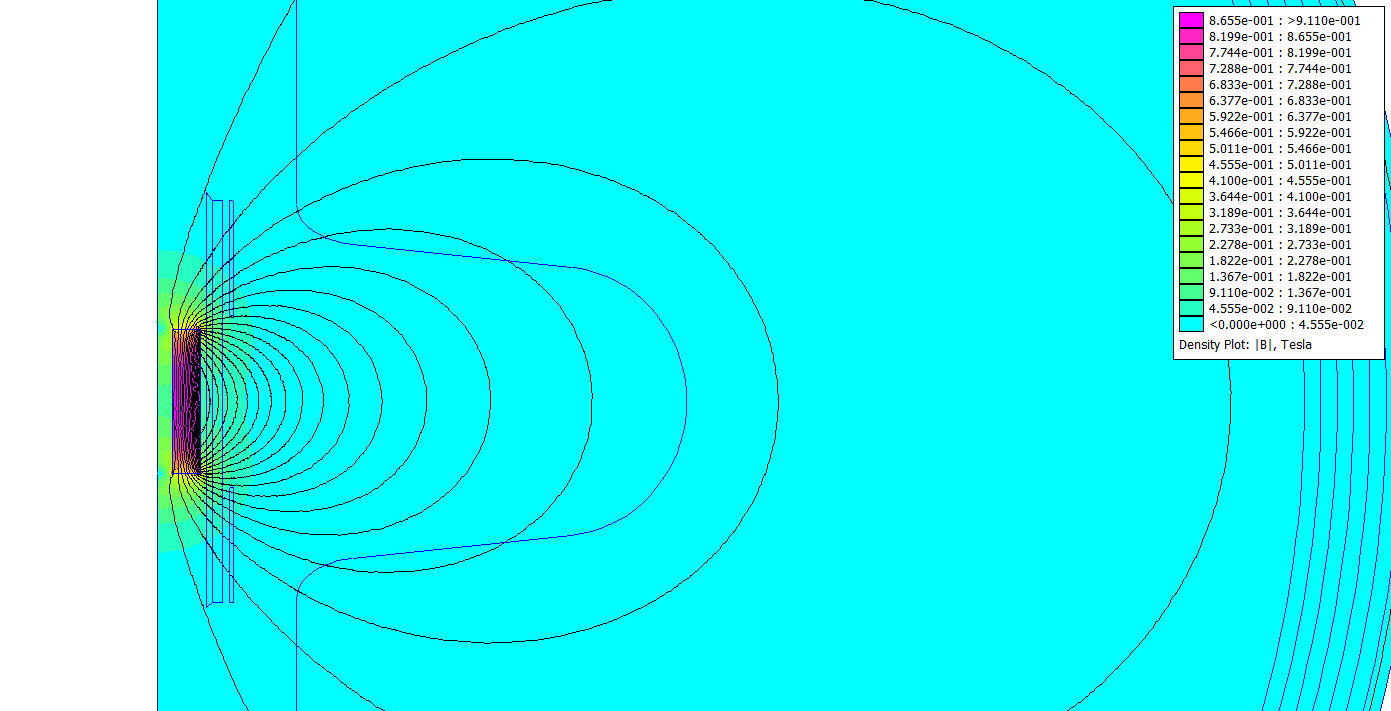 8.655e-001 : >9.110e-001
8.199e-001 : 8.655e-001
7.744e-001 : 8.199e-001
7.288e-001 : 7.744e-001
6.833e-001 : 7.288e-001
6.377e-001 : 6.833e-001
5.922e-001 : 6.377e-001
5.466e-001 : 5.922e-001
5.011e-001 : 5.466e-001
4.555e-001 : 5.011e-001
4.100e-001 : 4.555e-001
3.644e-001 : 4.100e-001
3.189e-001 : 3.644e-001
2.733e-001 : 3.189e-001
2.278e-001 : 2.733e-001
1.822e-001 : 2.278e-001
1.367e-001 : 1.822e-001
9.110e-002 : 1.367e-001
4.555e-002 : 9.110e-002
<0.000e+000 : 4.555e-002
Density Plot: |B|, Tesla